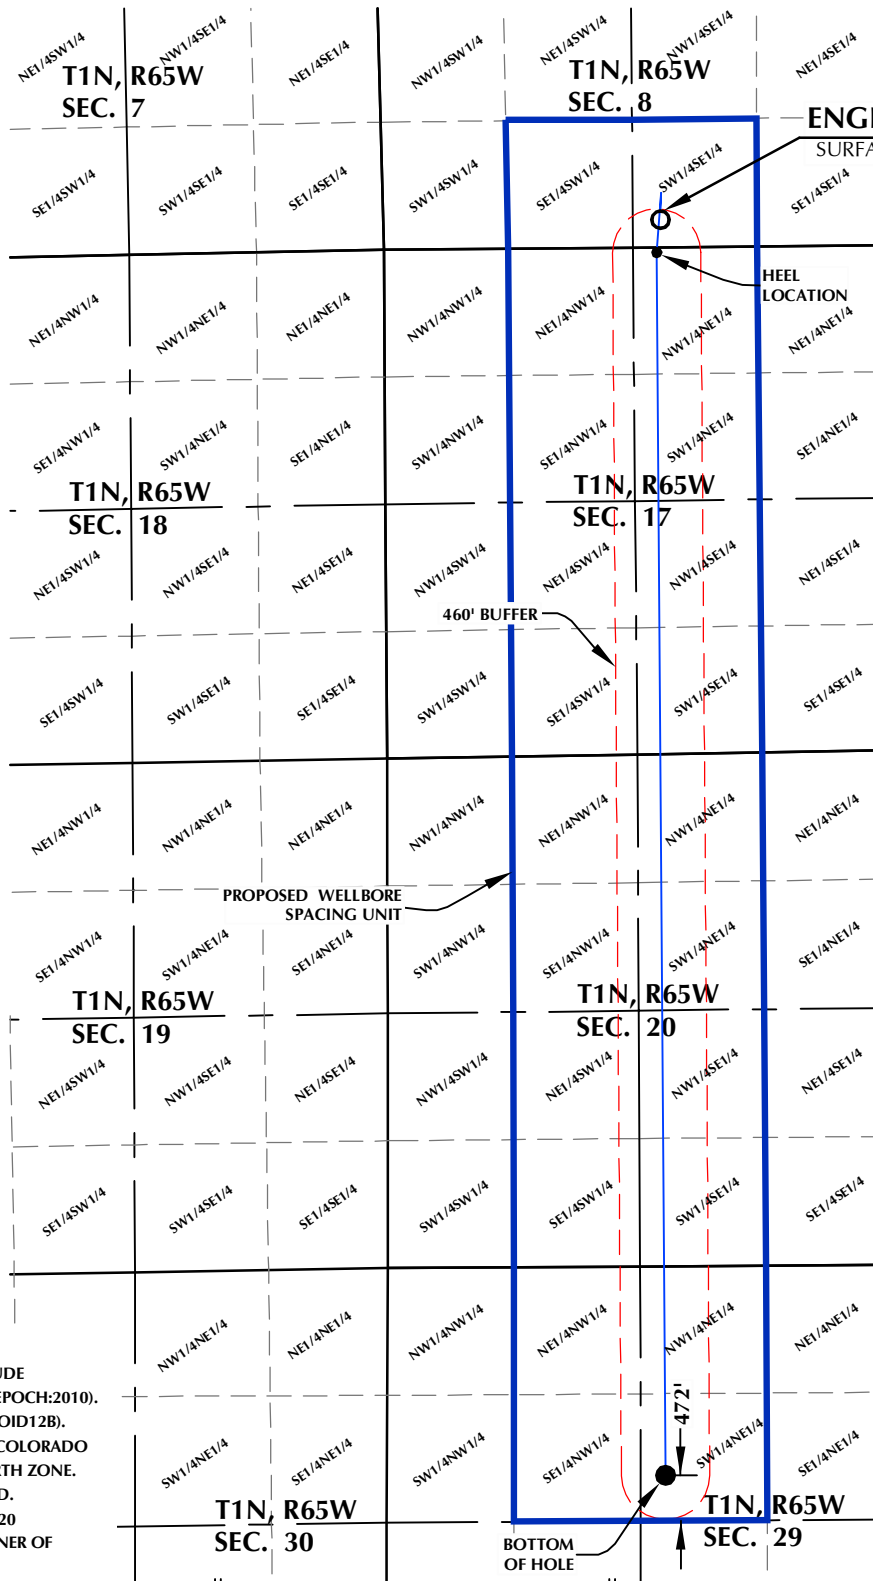 NE1/4SW1/4 NW1/4SE1/4 NE1/4SE1/4 NW1/4SW1/4 NE1/4SW1/4 NW1/4SE1/4 NE1/4SE1/4
T1N, R65W
SEC. 7
T1N, R65W
SEC. 8
SURFA
SE1/4SW1/4 SW1/4SE1/4 SE1/4SE1/4 SW1/4SW1/4 SE1/4SW1/4 SW1/4SE1/4 SE1/4SE1/4
HEEL
LOCATION
NE1/4NW1/4 NW1/4NE1/4 NE1/4NE1/4 NW1/4NW1/4 NE1/4NW1/4 NW1/4NE1/4 NE1/4NE1/4
SE1/4NW1/4 SW1/4NE1/4 SE1/4NE1/4 SW1/4NW1/4 SE1/4NW1/4 SW1/4NE1/4 SE1/4NE1/4
T1N, R65W
SEC. 18
T1N, R65W
SEC. 17
NE1/4SW1/4 NW1/4SE1/4 NE1/4SE1/4 NW1/4SW1/4 NE1/4SW1/4 NW1/4SE1/4 NE1/4SE1/4
460' BUFFER
SE1/4SW1/4 SW1/4SE1/4 SE1/4SE1/4 SW1/4SW1/4 SE1/4SW1/4 SW1/4SE1/4 SE1/4SE1/4
NE1/4NW1/4 NW1/4NE1/4 NE1/4NE1/4 NW1/4NW1/4 NE1/4NW1/4 NW1/4NE1/4 NE1/4NE1/4
PROPOSED WELLBORE
SPACING UNIT
SE1/4NW1/4 SW1/4NE1/4 SE1/4NE1/4 SW1/4NW1/4 SE1/4NW1/4 SW1/4NE1/4 SE1/4NE1/4
T1N, R65W
SEC. 19
T1N, R65W
SEC. 20
NE1/4SW1/4 NW1/4SE1/4 NE1/4SE1/4 NW1/4SW1/4 NE1/4SW1/4 NW1/4SE1/4 NE1/4SE1/4
SE1/4SW1/4 SW1/4SE1/4 SE1/4SE1/4 SW1/4SW1/4 SE1/4SW1/4 SW1/4SE1/4 SE1/4SE1/4
NW1/4NE1/4 NE1/4NE1/4 NW1/4NW1/4 NE1/4NW1/4 NW1/4NE1/4 NE1/4NE1/4
UDE
EPOCH:2010).
OID12B).
COLORADO
RTH ZONE.
D.
20
NER OF
472'
SW1/4NE1/4 SE1/4NE1/4 SW1/4NW1/4 SE1/4NW1/4 SW1/4NE1/4 SE1/4NE1/4
T1N, R65W
SEC. 30
T1N, R65W
SEC. 29
BOTTOM
OF HOLE